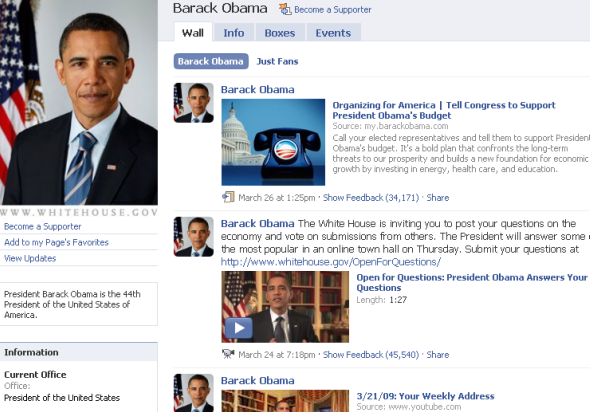 Barack Obama Become a Supporter
Wall Info Boxes Events
Barack Obama Just Fans
WWW.WHITEHOUSE.GOV
Become a Supporter
Add to my Page's Favorites
View Updates
President Barack Obama is the 44th
President of the United States of
America.
Information
Current Office
Office:
President of the United States
Barack Obama
Organizing for America | Tell Congress to Support
President Obama's Budget
Source: my.barackobama.com
Call your elected representatives and tell them to support President
Obama's budget. It's a bold plan that confronts the long-term
threats to our prosperity and builds a new foundation for economic
growth by investing in energy, health care, and education.
March 26 at 1:25pm · Show Feedback (34,171) · Share
Barack Obama The White House is inviting you to post your questions on the
economy and vote on submissions from others. The President will answer some
the most popular in an online town hall on Thursday. Submit your questions at
http://www.whitehouse.gov/OpenForQuestions/
Open for Questions: President Obama Answers Your
Questions
Length: 1:27
March 24 at 7:18pm · Show Feedback (45,540) · Share
Barack Obama
3/21/09: Your Weekly Address
Source: www.youtube.com